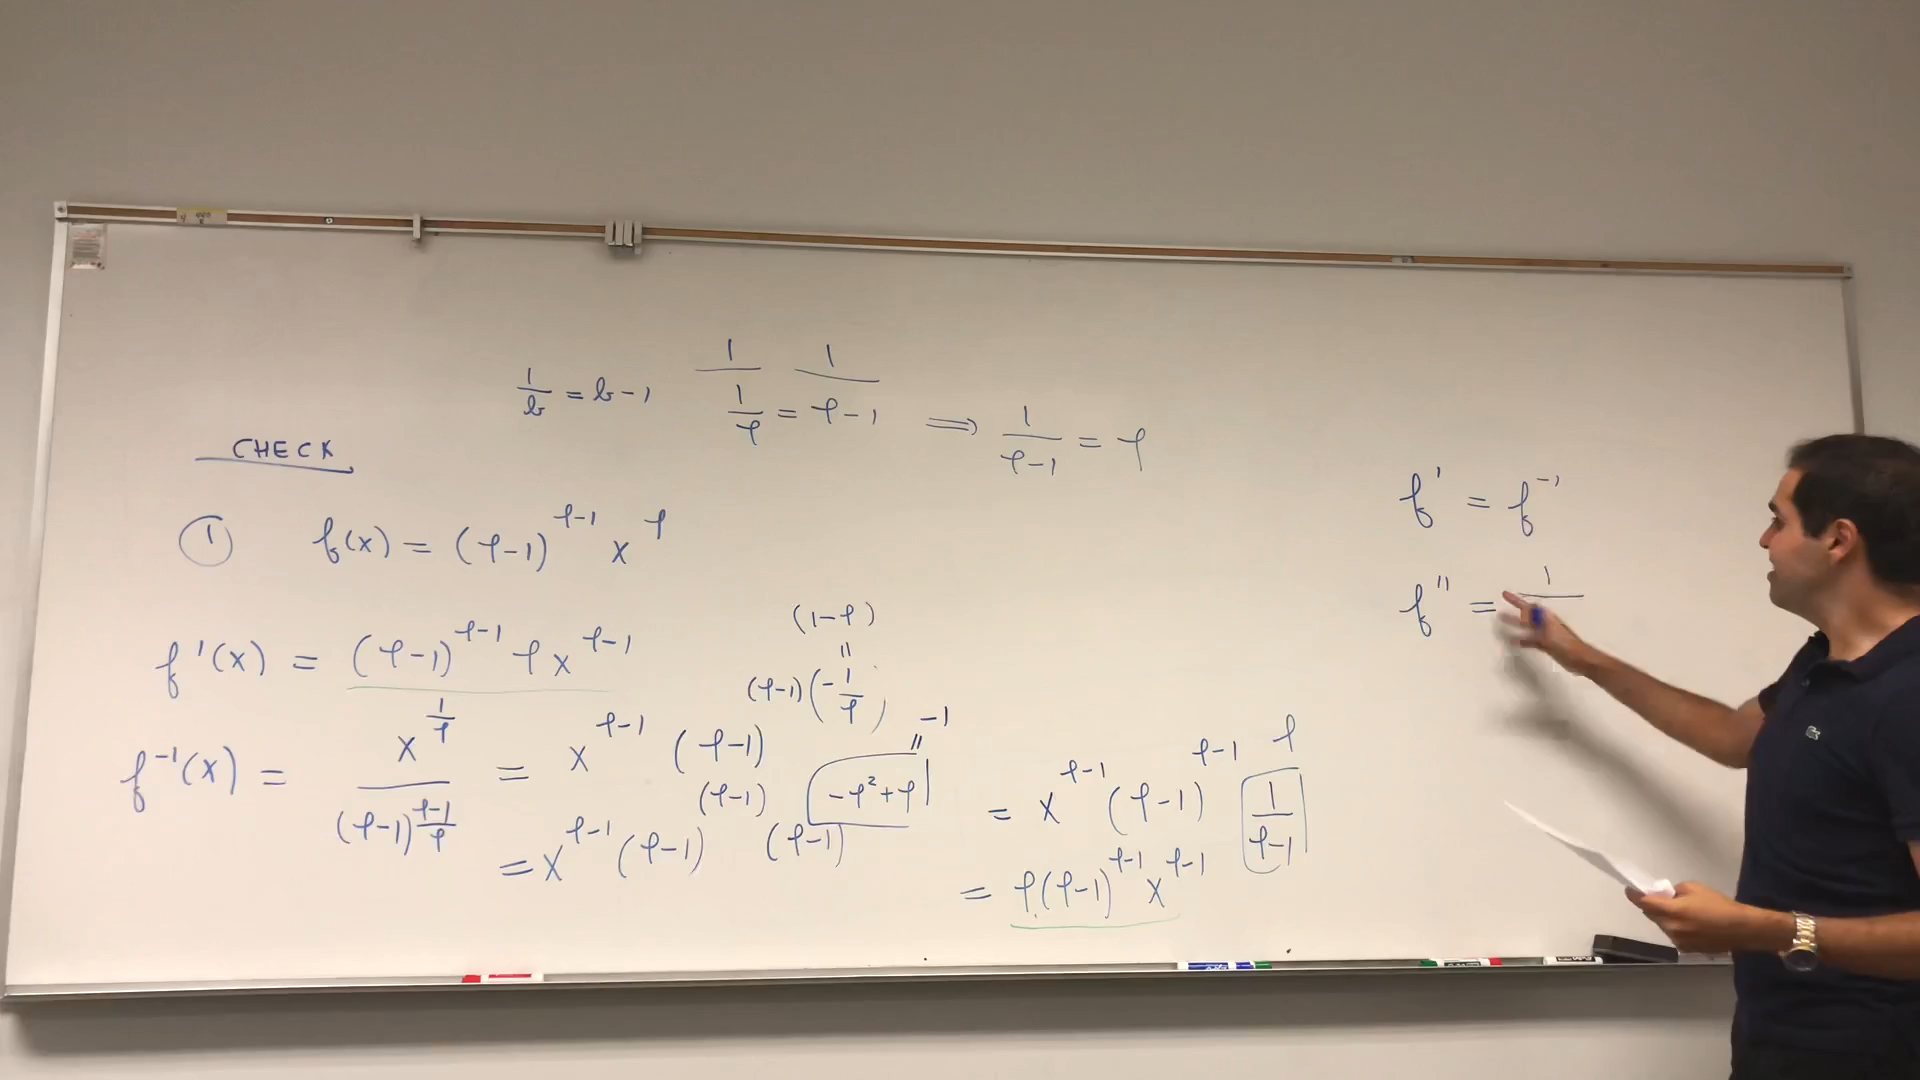 1/b = b-1   1/(1/φ) = 1/(φ-1)   ⟹ 1/(φ-1) = φ
CHECK
① f(x) = (φ-1)^(φ-1) x^φ
f'(x) = (φ-1)^(φ-1) φ x^(φ-1)
(1-φ)
=
(φ-1)(-1/φ)
f^(-1)(x) = x^(1/φ) / (φ-1)^((φ-1)/φ) = x^(φ-1) (φ-1)
(φ-1) -φ²+φ = -1
= x^(φ-1) (φ-1) (φ-1)
= x^(φ-1) (φ-1)^(φ-1) 1/(φ-1) φ
= φ(φ-1)^(φ-1) x^(φ-1)
f' = f^(-1)
f'' = 1